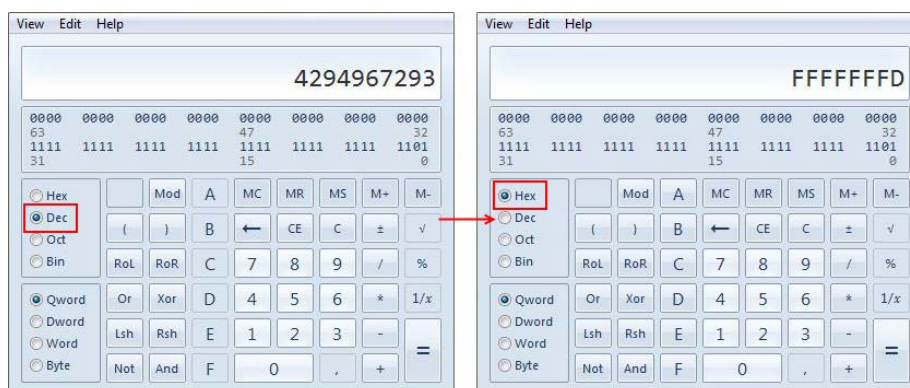 View Edit Help
4294967293
0000 0000 0000 0000 0000 0000 0000 0000
63 47 32
1111 1111 1111 1111 1111 1111 1111 1101
31 15 0
Hex Mod A MC MR MS M+ M-
Dec ( ) B ← CE C ± √
Oct
Bin RoL RoR C 7 8 9 / %
Qword Or Xor D 4 5 6 * 1/x
Dword
Word Lsh Rsh E 1 2 3 - =
Byte Not And F 0 , +
View Edit Help
FFFFFFFD
0000 0000 0000 0000 0000 0000 0000 0000
63 47 32
1111 1111 1111 1111 1111 1111 1111 1101
31 15 0
Hex Mod A MC MR MS M+ M-
Dec ( ) B ← CE C ± √
Oct
Bin RoL RoR C 7 8 9 / %
Qword Or Xor D 4 5 6 * 1/x
Dword
Word Lsh Rsh E 1 2 3 - =
Byte Not And F 0 , +